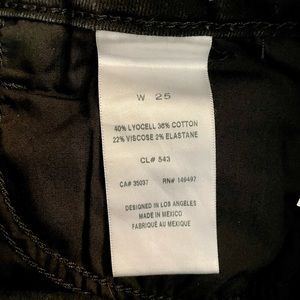 W 25
40% LYOCELL 36% COTTON
22% VISCOSE 2% ELASTANE
CL# 543
CA# 35037 RN# 149497
DESIGNED IN LOS ANGELES
MADE IN MEXICO
FABRIQUÉ AU MEXIQUE